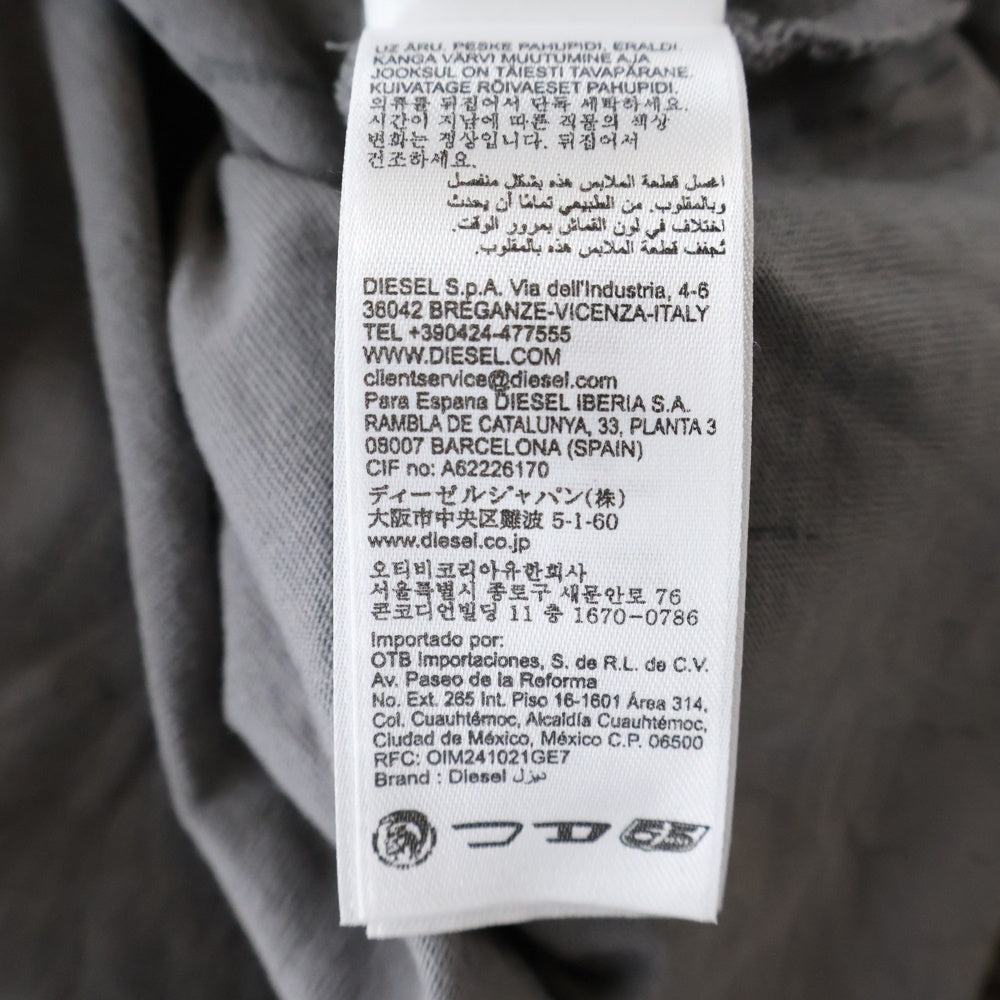 UZ ARU. PESKE PAHUPIDI, ERALDI.
KANGA VÄRVI MUUTUMINE AJA
JOOKSUL ON TÄIESTI TAVAPÄRANE.
KUIVATAGE RÕIVAESET PAHUPIDI.
의류를 뒤집어서 단독 세탁하세요.
시간이 지남에 따른 직물의 색상
변화는 정상입니다. 뒤집어서
건조하세요.
اغسل قطعة الملابس هذه بشكل منفصل
وبالمقلوب. من الطبيعي تمامًا أن يحدث
اختلاف في لون القماش بمرور الوقت.
تُجفف قطعة الملابس هذه بالمقلوب.
DIESEL S.p.A. Via dell'Industria, 4-6
36042 BREGANZE-VICENZA-ITALY
TEL +390424-477555
WWW.DIESEL.COM
clientservice@diesel.com
Para Espana DIESEL IBERIA S.A.
RAMBLA DE CATALUNYA, 33, PLANTA 3
08007 BARCELONA (SPAIN)
CIF no: A62226170
ディーゼルジャパン(株)
大阪市中央区難波 5-1-60
www.diesel.co.jp
오티비코리아유한회사
서울특별시 종로구 새문안로 76
콘코디언빌딩 11 층 1670-0786
Importado por:
OTB Importaciones, S. de R.L. de C.V.
Av. Paseo de la Reforma
No. Ext. 265 Int. Piso 16-1601 Área 314,
Col. Cuauhtémoc, Alcaldía Cuauhtémoc,
Ciudad de México, México C.P. 06500
RFC: OIM241021GE7
Brand : Diesel ديزل